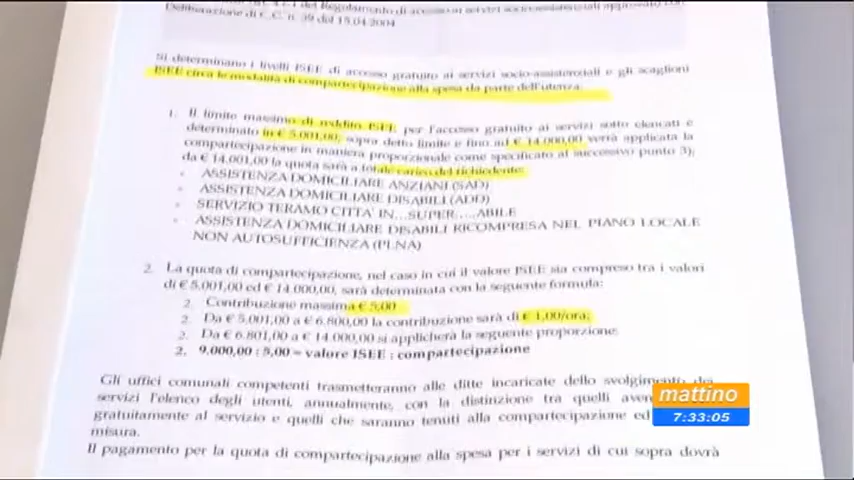 Deliberazione di C.C. n. 39 del 15.04.2004
Si determinano i livelli ISEE di accesso gratuito ai servizi socio-assistenziali e gli scaglioni
ISEE circa le modalità di compartecipazione alla spesa da parte dell'utenza:
1. Il limite massimo di reddito ISEE per l'accesso gratuito ai servizi sotto elencati è
determinato in € 5.001,00; sopra detto limite e fino ad € 14.000,00 verrà applicata la
compartecipazione in maniera proporzionale come specificato al successivo punto 3),
da € 14.001,00 la quota sarà a totale carico del richiedente:
- ASSISTENZA DOMICILIARE ANZIANI (SAD)
- ASSISTENZA DOMICILIARE DISABILI (ADD)
- SERVIZIO TERAMO CITTA' IN...SUPER....ABILE
- ASSISTENZA DOMICILIARE DISABILI RICOMPRESA NEL PIANO LOCALE
NON AUTOSUFFICIENZA (PLNA)
2. La quota di compartecipazione, nel caso in cui il valore ISEE sia compreso tra i valori
di € 5.001,00 ed € 14.000,00, sarà determinata con la seguente formula:
2. Contribuzione massima € 5,00
2. Da € 5.001,00 a € 6.800,00 la contribuzione sarà di € 1,00/ora;
2. Da € 6.801,00 a € 14.000,00 si applicherà la seguente proporzione:
2. 9.000,00 : 5,00 = valore ISEE : compartecipazione
Gli uffici comunali competenti trasmetteranno alle ditte incaricate dello svolgimento dei
servizi l'elenco degli utenti, annualmente, con la distinzione tra quelli
gratuitamente al servizio e quelli che saranno tenuti alla compartecipazione ed
misura.
Il pagamento per la quota di compartecipazione alla spesa per i servizi di cui sopra dovrà
mattino
7:33:05